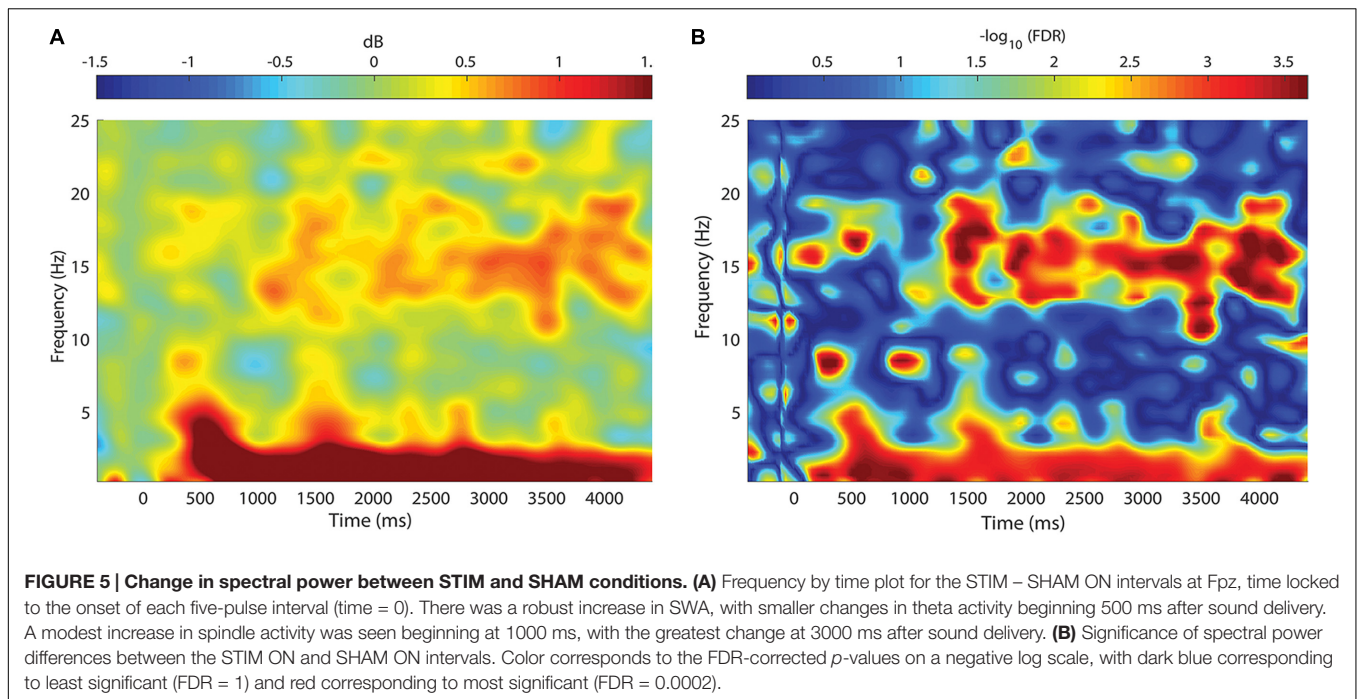 A
dB
-1.5 -1 -0.5 0 0.5 1 1.
25
20
15
10
5
Frequency (Hz)
0 500 1000 1500 2000 2500 3000 3500 4000
Time (ms)
B
-log10 (FDR)
0.5 1 1.5 2 2.5 3 3.5
25
20
15
10
5
Frequency (Hz)
0 500 1000 1500 2000 2500 3000 3500 4000
Time (ms)
FIGURE 5 | Change in spectral power between STIM and SHAM conditions. (A) Frequency by time plot for the STIM – SHAM ON intervals at Fpz, time locked
to the onset of each five-pulse interval (time = 0). There was a robust increase in SWA, with smaller changes in theta activity beginning 500 ms after sound delivery.
A modest increase in spindle activity was seen beginning at 1000 ms, with the greatest change at 3000 ms after sound delivery. (B) Significance of spectral power
differences between the STIM ON and SHAM ON intervals. Color corresponds to the FDR-corrected p-values on a negative log scale, with dark blue corresponding
to least significant (FDR = 1) and red corresponding to most significant (FDR = 0.0002).